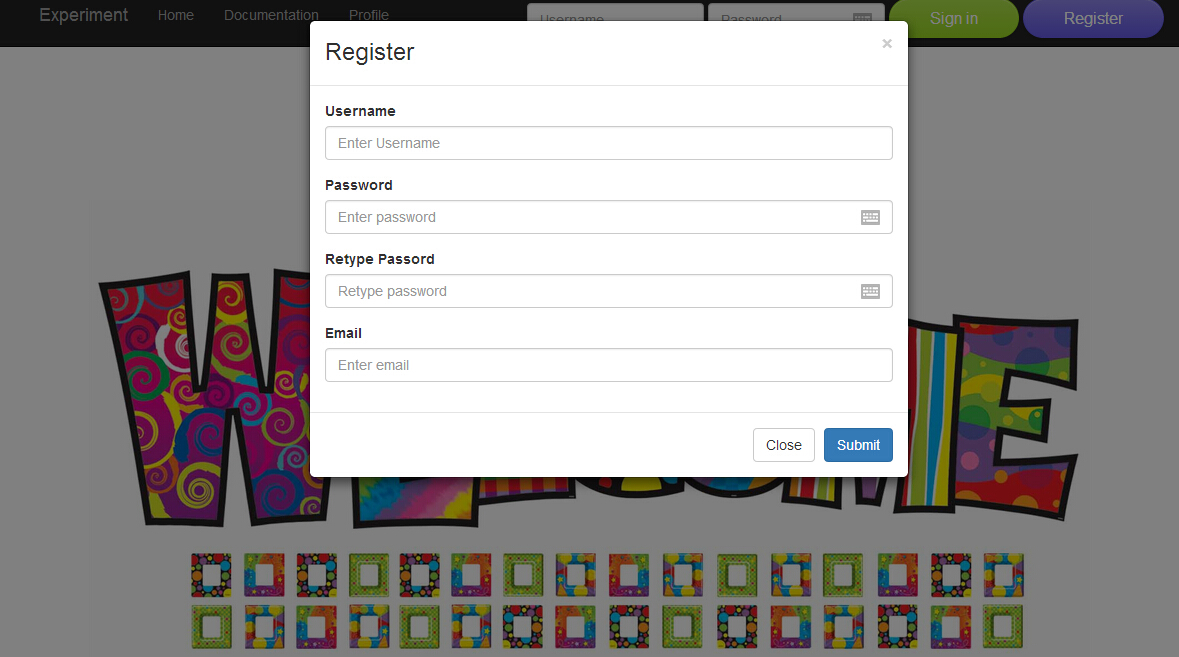 Experiment Home Documentation Profile Username Password Sign in Register
Register ×
Username
Enter Username
Password
Enter password
Retype Passord
Retype password
Email
Enter email
Close Submit